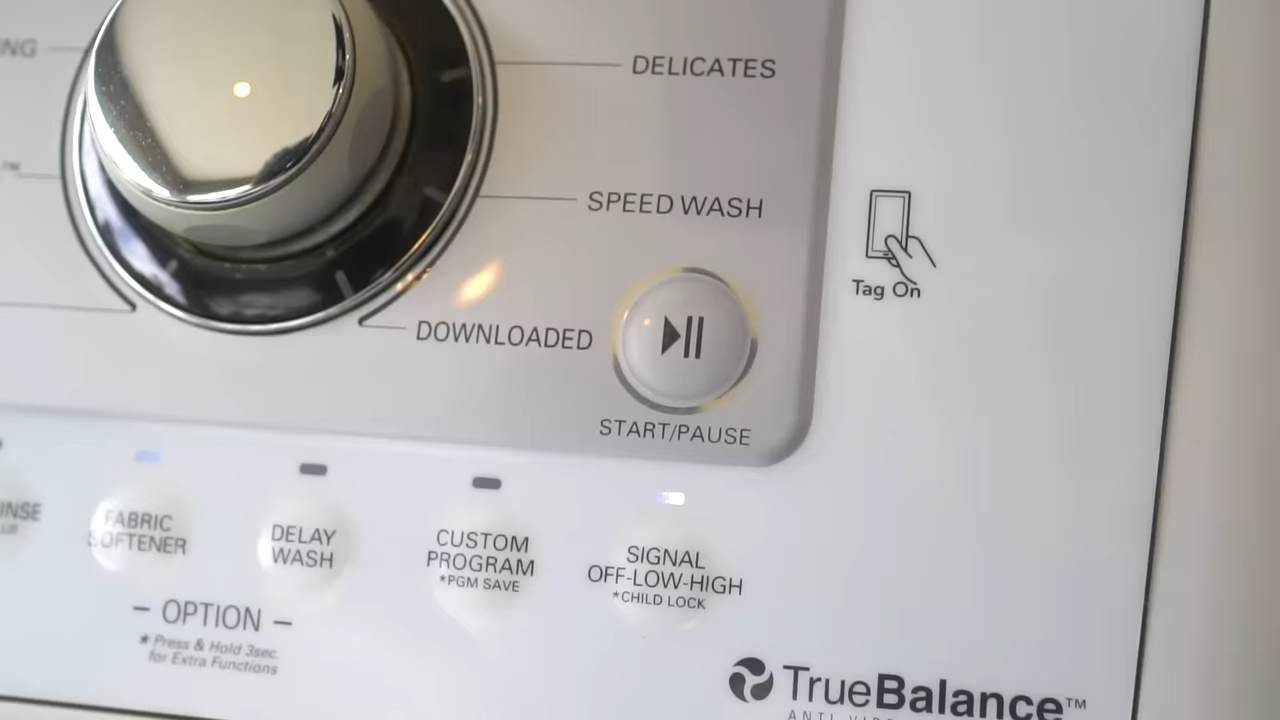 DELICATES
SPEED WASH
DOWNLOADED
START/PAUSE
Tag On
FABRIC
SOFTENER
DELAY
WASH
CUSTOM
PROGRAM
*PGM SAVE
SIGNAL
OFF-LOW-HIGH
*CHILD LOCK
- OPTION -
* Press & Hold 3sec.
for Extra Functions
TrueBalance™